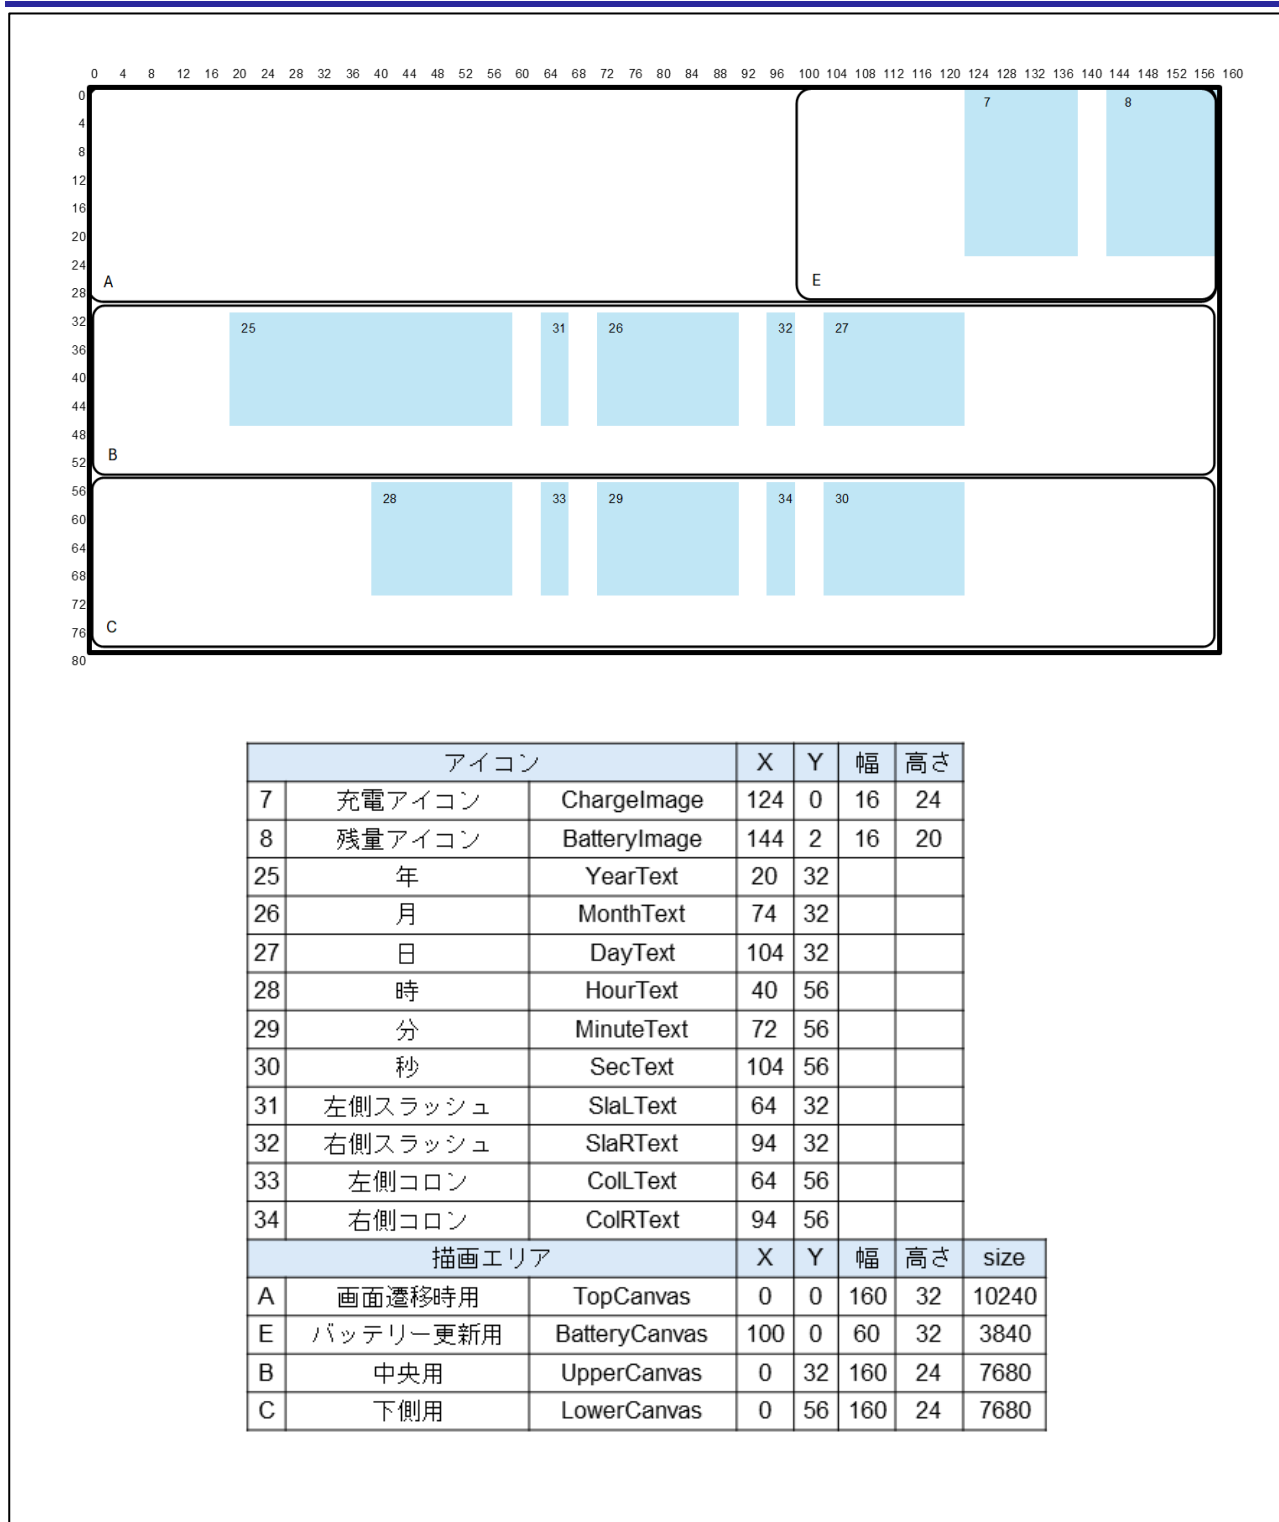 0 4 8 12 16 20 24 28 32 36 40 44 48 52 56 60 64 68 72 76 80 84 88 92 96 100 104 108 112 116 120 124 128 132 136 140 144 148 152 156 160
0
4
8
12
16
20
24
28
32
36
40
44
48
52
56
60
64
68
72
76
80
7 8
A E
25 31 26 32 27
B
28 33 29 34 30
C
アイコン X Y 幅 高さ
7 充電アイコン ChargeImage 124 0 16 24
8 残量アイコン BatteryImage 144 2 16 20
25 年 YearText 20 32
26 月 MonthText 74 32
27 日 DayText 104 32
28 時 HourText 40 56
29 分 MinuteText 72 56
30 秒 SecText 104 56
31 左側スラッシュ SlaLText 64 32
32 右側スラッシュ SlaRText 94 32
33 左側コロン ColLText 64 56
34 右側コロン ColRText 94 56
描画エリア X Y 幅 高さ size
A 画面遷移時用 TopCanvas 0 0 160 32 10240
E バッテリー更新用 BatteryCanvas 100 0 60 32 3840
B 中央用 UpperCanvas 0 32 160 24 7680
C 下側用 LowerCanvas 0 56 160 24 7680